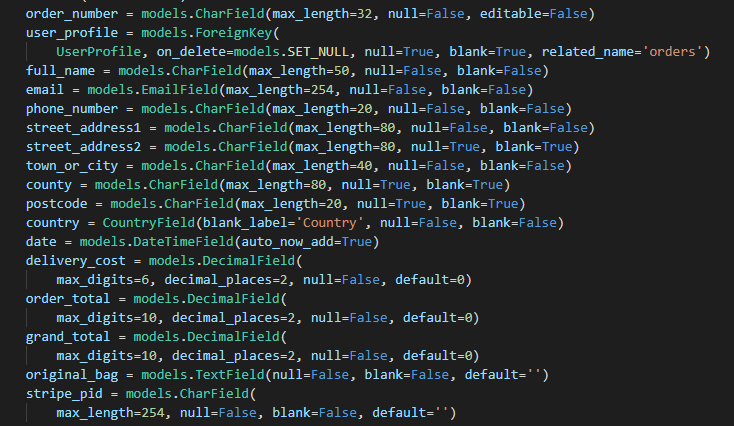 order_number = models.CharField(max_length=32, null=False, editable=False)
user_profile = models.ForeignKey(
UserProfile, on_delete=models.SET_NULL, null=True, blank=True, related_name='orders')
full_name = models.CharField(max_length=50, null=False, blank=False)
email = models.EmailField(max_length=254, null=False, blank=False)
phone_number = models.CharField(max_length=20, null=False, blank=False)
street_address1 = models.CharField(max_length=80, null=False, blank=False)
street_address2 = models.CharField(max_length=80, null=True, blank=True)
town_or_city = models.CharField(max_length=40, null=False, blank=False)
county = models.CharField(max_length=80, null=True, blank=True)
postcode = models.CharField(max_length=20, null=True, blank=True)
country = CountryField(blank_label='Country', null=False, blank=False)
date = models.DateTimeField(auto_now_add=True)
delivery_cost = models.DecimalField(
max_digits=6, decimal_places=2, null=False, default=0)
order_total = models.DecimalField(
max_digits=10, decimal_places=2, null=False, default=0)
grand_total = models.DecimalField(
max_digits=10, decimal_places=2, null=False, default=0)
original_bag = models.TextField(null=False, blank=False, default='')
stripe_pid = models.CharField(
max_length=254, null=False, blank=False, default='')